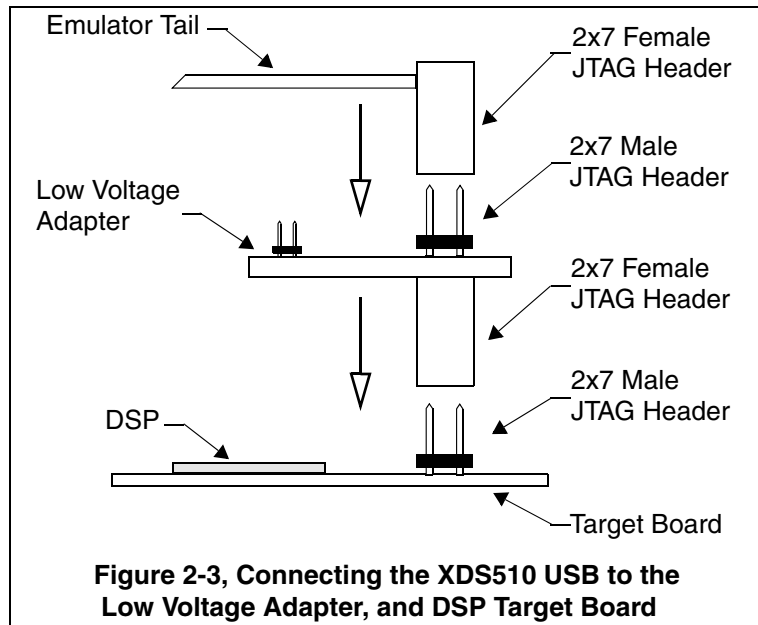 Emulator Tail
2x7 Female
JTAG Header
2x7 Male
JTAG Header
Low Voltage
Adapter
2x7 Female
JTAG Header
2x7 Male
JTAG Header
DSP
Target Board
Figure 2-3, Connecting the XDS510 USB to the
Low Voltage Adapter, and DSP Target Board